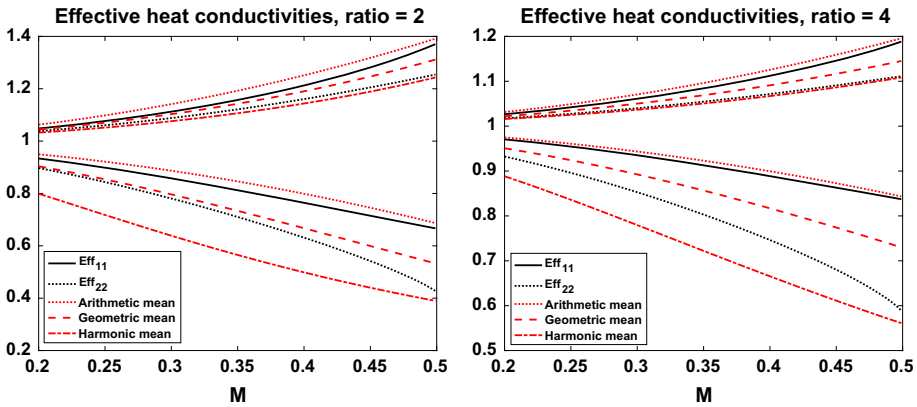 Effective heat conductivities, ratio = 2
1.4
1.2
1
0.8
0.6
0.4
0.2
Eff11
Eff22
Arithmetic mean
Geometric mean
Harmonic mean
0.2 0.25 0.3 0.35 0.4 0.45 0.5
M
Effective heat conductivities, ratio = 4
1.2
1.1
1
0.9
0.8
0.7
0.6
0.5
Eff11
Eff22
Arithmetic mean
Geometric mean
Harmonic mean
0.2 0.25 0.3 0.35 0.4 0.45 0.5
M